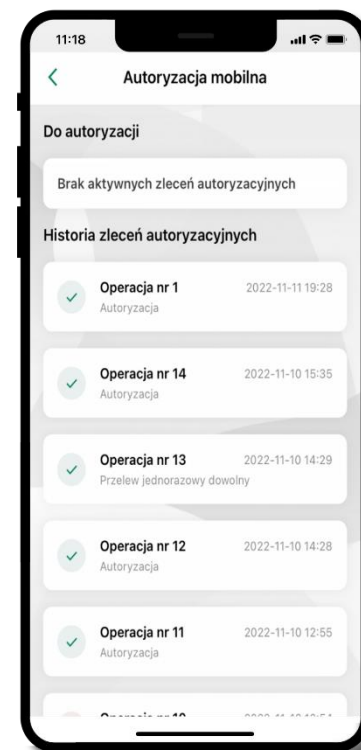 11:18
Autoryzacja mobilna
Do autoryzacji
Brak aktywnych zleceń autoryzacyjnych
Historia zleceń autoryzacyjnych
Operacja nr 1 2022-11-11 19:28
Autoryzacja
Operacja nr 14 2022-11-10 15:35
Autoryzacja
Operacja nr 13 2022-11-10 14:29
Przelew jednorazowy dowolny
Operacja nr 12 2022-11-10 14:28
Autoryzacja
Operacja nr 11 2022-11-10 12:55
Autoryzacja
Operacja nr 10